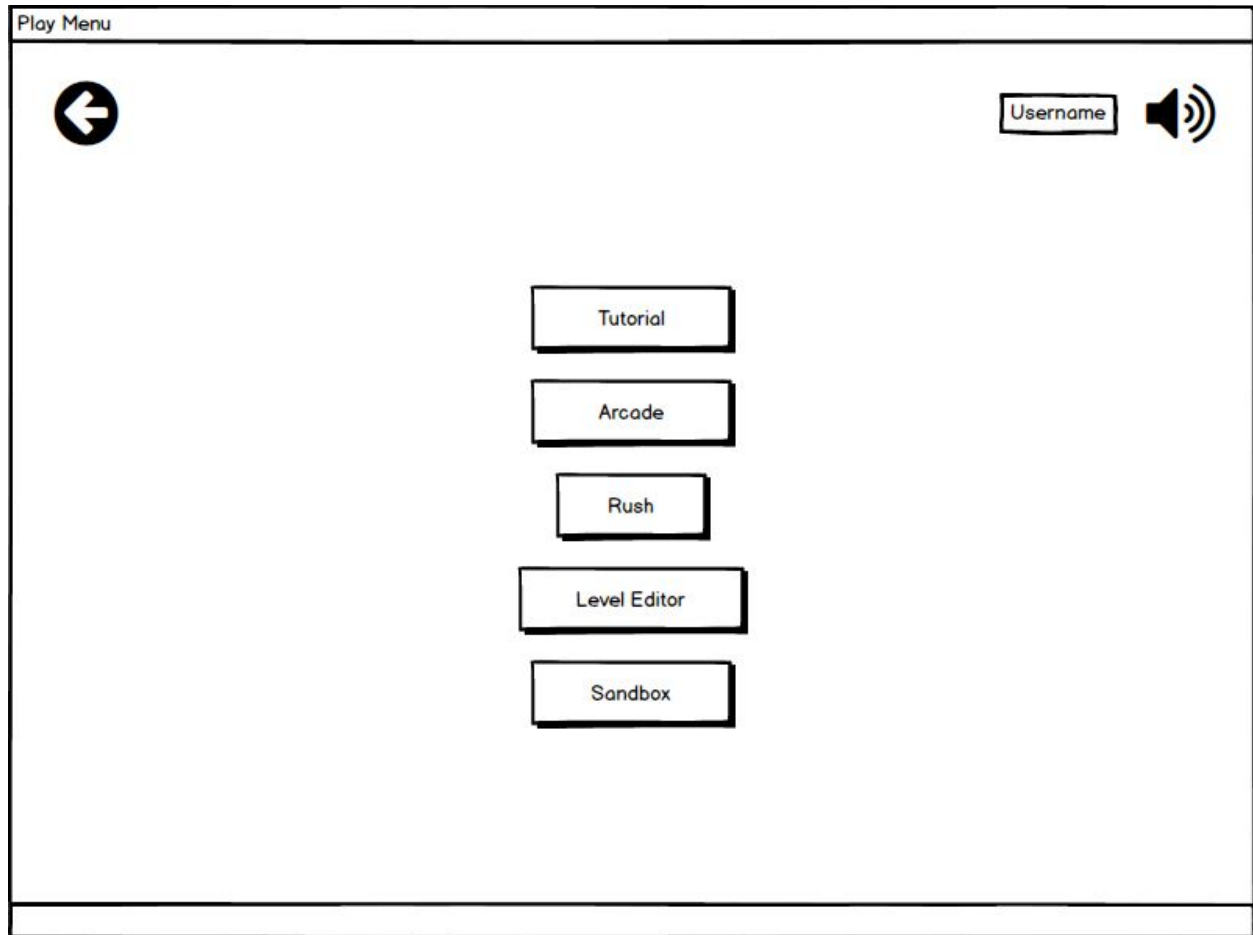 Play Menu
Username
Tutorial
Arcade
Rush
Level Editor
Sandbox